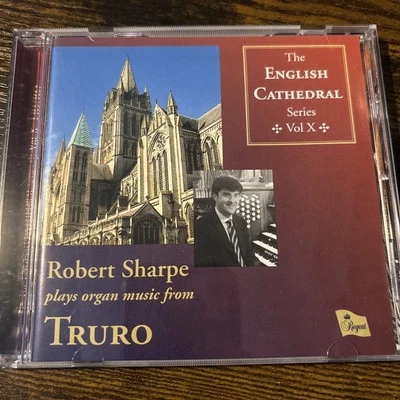 The
ENGLISH
CATHEDRAL
Series
Vol X
Robert Sharpe
plays organ music from
TRURO
Regent